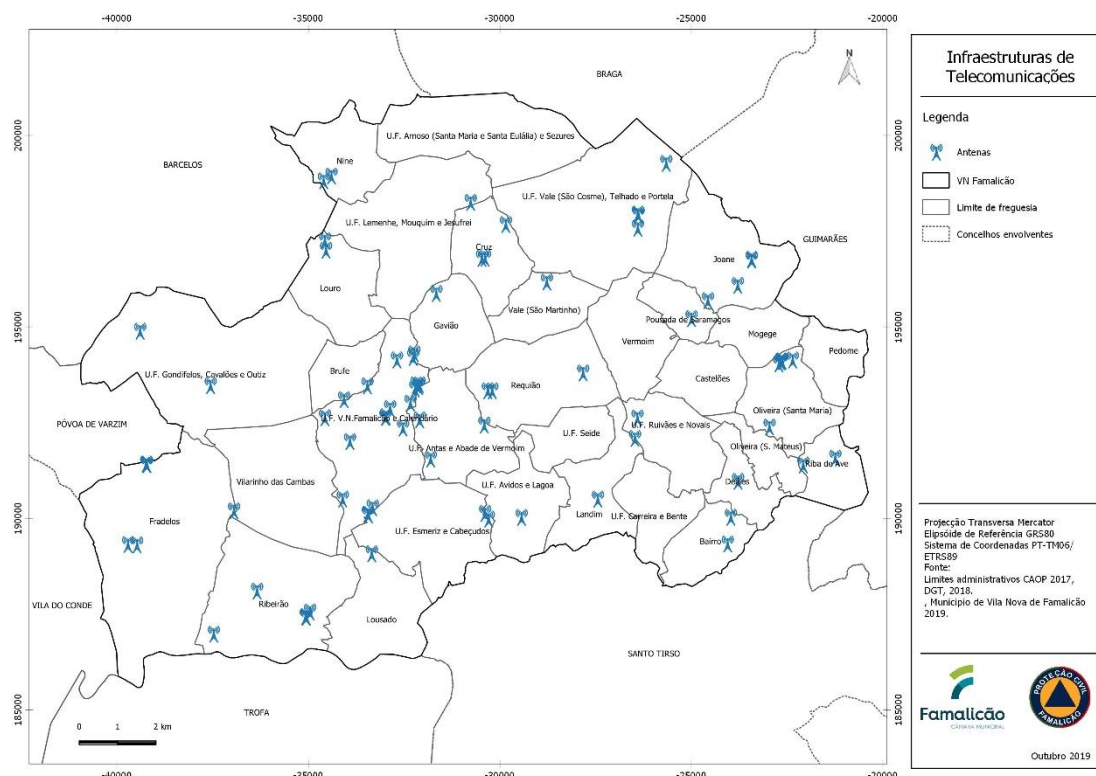 -40000
-35000
-30000
-25000
-20000
BRAGA
N
200000
200000
U.F. Arnoso (Santa Maria e Santa Eulália) e Sezures
BARCELOS
Nine
U.F. Vale (São Cosme), Telhado e Portela
U.F. Lemenhe, Mouquim e Jesufrei
GUIMARÃES
Cruz
Joane
Louro
Vale (São Martinho)
Pousada de Saramagos
195000
195000
Gavião
Mogege
Vermoim
Pedome
Brufe
U.F. Gondifelos, Cavalões e Outiz
Requião
Castelões
Oliveira (Santa Maria)
PÓVOA DE VARZIM
U.F. V.N.Famalicão e Calendário
U.F. Ruivães e Novais
U.F. Seide
Oliveira (S. Mateus)
U.F. Antas e Abade de Vermoim
Riba de Ave
Vilarinho das Cambas
U.F. Avidos e Lagoa
Delães
Fradelos
Landim
U.F. Carreira e Bente
190000
190000
U.F. Esmeriz e Cabeçudos
Bairro
VILA DO CONDE
Ribeirão
Lousado
SANTO TIRSO
TROFA
185000
185000
0 1 2 km
-40000
-35000
-30000
-25000
-20000
Infraestruturas de
Telecomunicações
Legenda
Antenas
VN Famalicão
Limite de freguesia
Concelhos envolventes
Projecção Transversa Mercator
Elipsóide de Referência GRS80
Sistema de Coordenadas PT-TM06/
ETRS89
Fonte:
Limites administrativos CAOP 2017,
DGT, 2018.
, Municipio de Vila Nova de Famalicão
2019.
Famalicão
CÂMARA MUNICIPAL
PROTEÇÃO CIVIL
FAMALICÃO
Outubro 2019